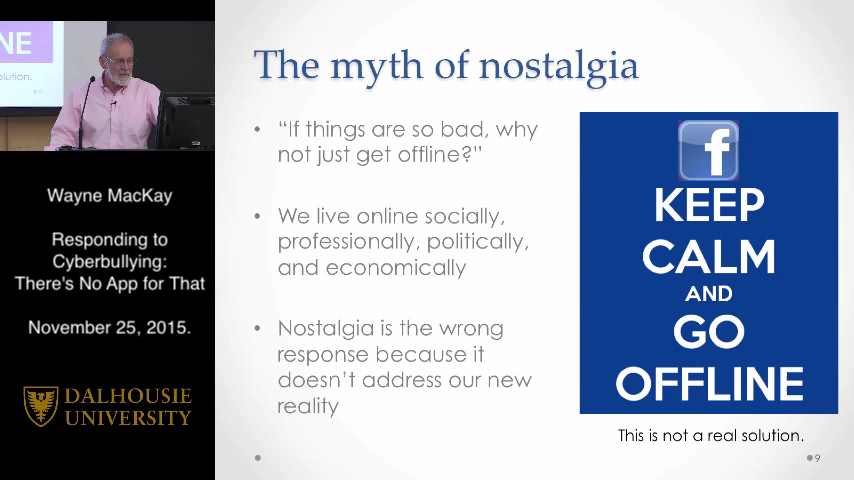 NE
olution.
Wayne MacKay
Responding to
Cyberbullying:
There's No App for That
November 25, 2015.
DALHOUSIE
UNIVERSITY
The myth of nostalgia
• “If things are so bad, why
not just get offline?”
• We live online socially,
professionally, politically,
and economically
• Nostalgia is the wrong
response because it
doesn’t address our new
reality
f
KEEP
CALM
AND
GO
OFFLINE
This is not a real solution.
9